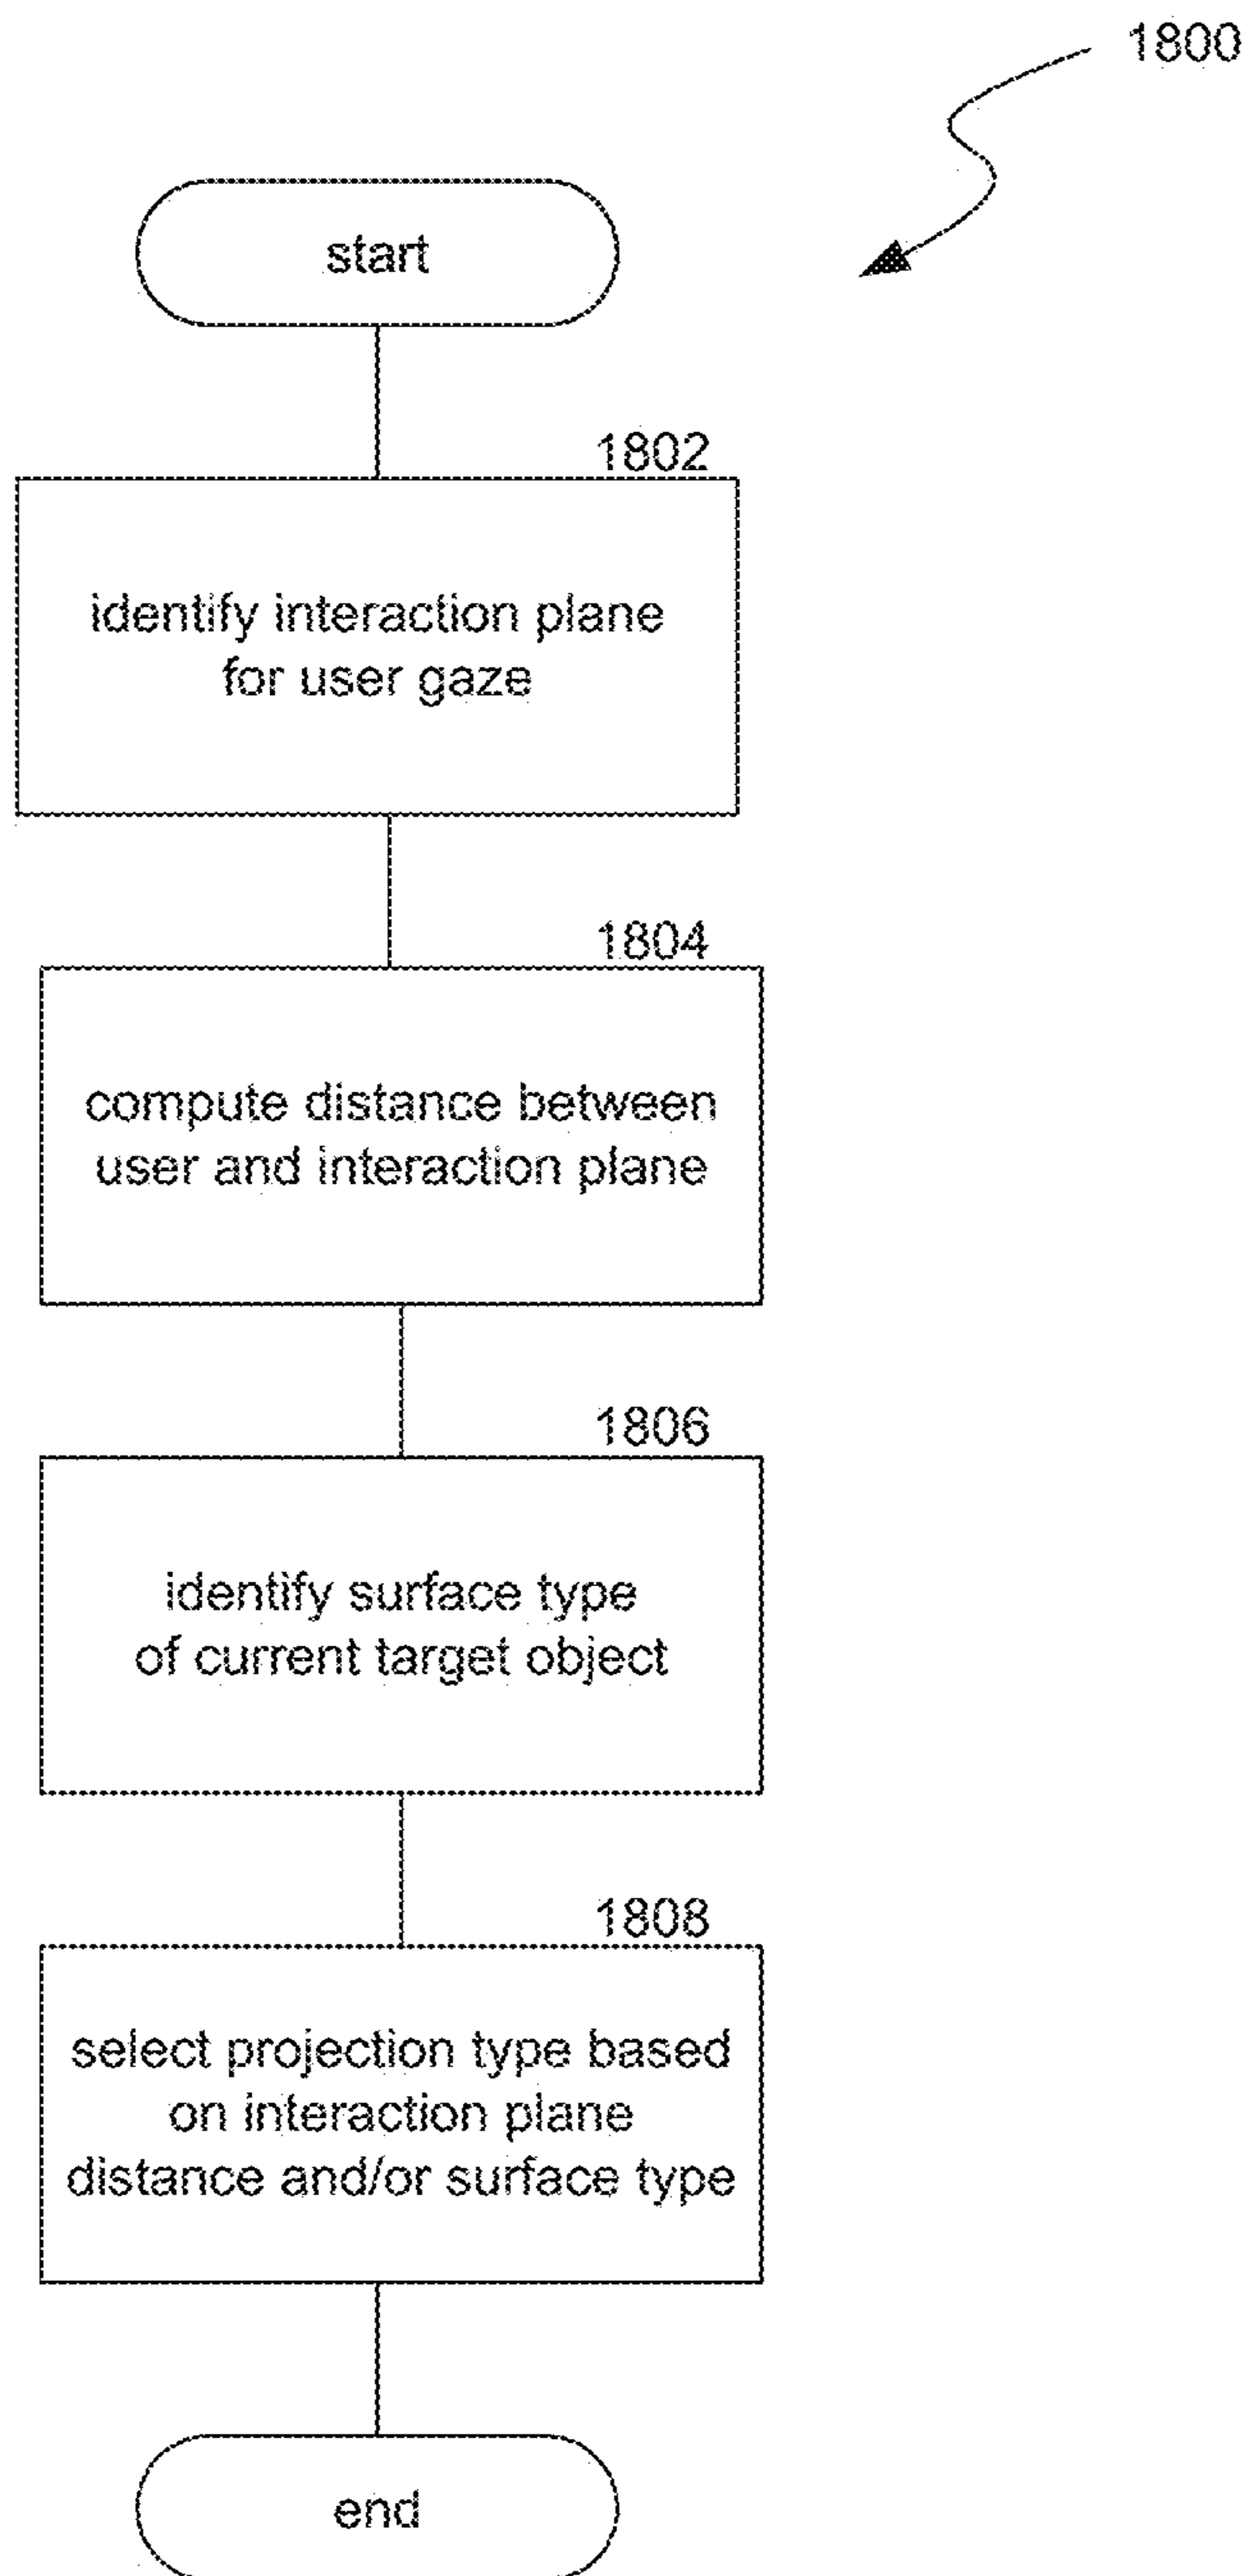 1800
start
1802
identify interaction plane
for user gaze
1804
compute distance between
user and interaction plane
1806
identify surface type
of current target object
1808
select projection type based
on interaction plane
distance and/or surface type
end